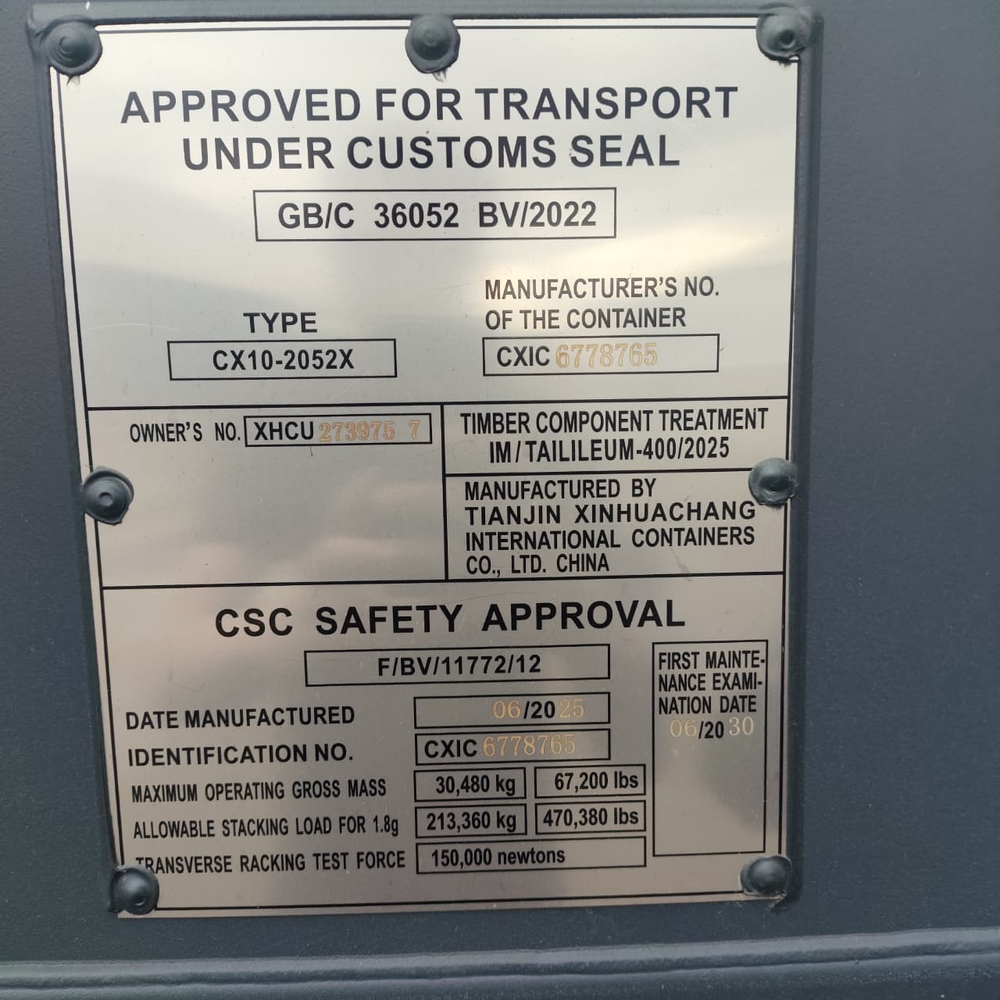 APPROVED FOR TRANSPORT
UNDER CUSTOMS SEAL
GB/C 36052 BV/2022
TYPE
CX10-2052X
MANUFACTURER'S NO.
OF THE CONTAINER
CXIC 6778765
OWNER'S NO. XHCU 273975 7
TIMBER COMPONENT TREATMENT
IM/TAILILEUM-400/2025
MANUFACTURED BY
TIANJIN XINHUACHANG
INTERNATIONAL CONTAINERS
CO., LTD. CHINA
CSC SAFETY APPROVAL
F/BV/11772/12
DATE MANUFACTURED 06/2025
IDENTIFICATION NO. CXIC 6778765
MAXIMUM OPERATING GROSS MASS 30,480 kg 67,200 lbs
ALLOWABLE STACKING LOAD FOR 1.8g 213,360 kg 470,380 lbs
TRANSVERSE RACKING TEST FORCE 150,000 newtons
FIRST MAINTE-
NANCE EXAMI-
NATION DATE
06/20 30